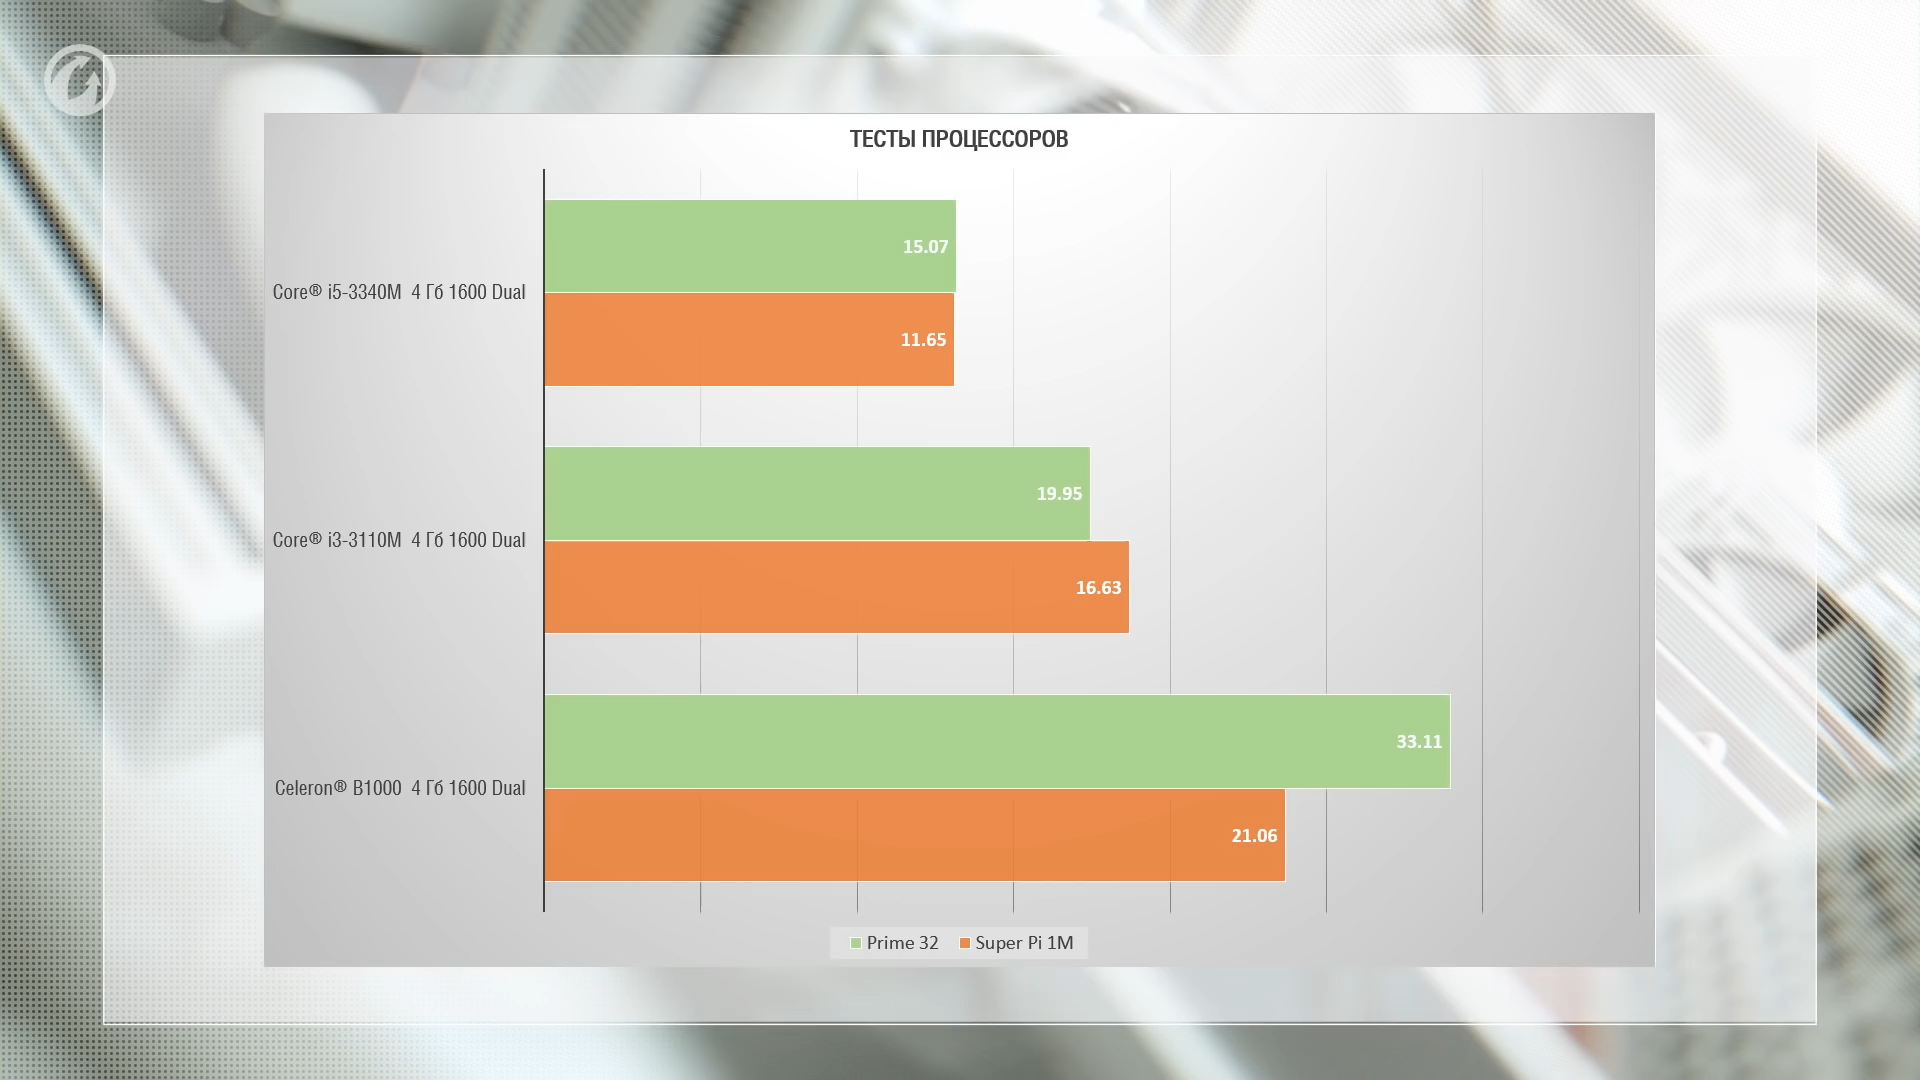 ТЕСТЫ ПРОЦЕССОРОВ
Core® i5-3340M 4 Гб 1600 Dual
15.07
11.65
Core® i3-3110M 4 Гб 1600 Dual
19.95
16.63
Celeron® B1000 4 Гб 1600 Dual
33.11
21.06
Prime 32 Super Pi 1M